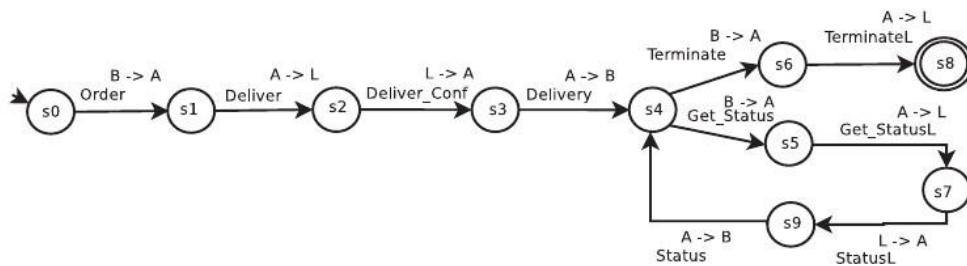 B -> A
Order
A -> L
Deliver
L -> A
Deliver_Conf
A -> B
Delivery
B -> A
Terminate
A -> L
TerminateL
s0
s1
s2
s3
s4
s6
s8
B -> A
Get_Status
A -> L
Get_StatusL
s5
s7
s9
A -> B
Status
L -> A
StatusL